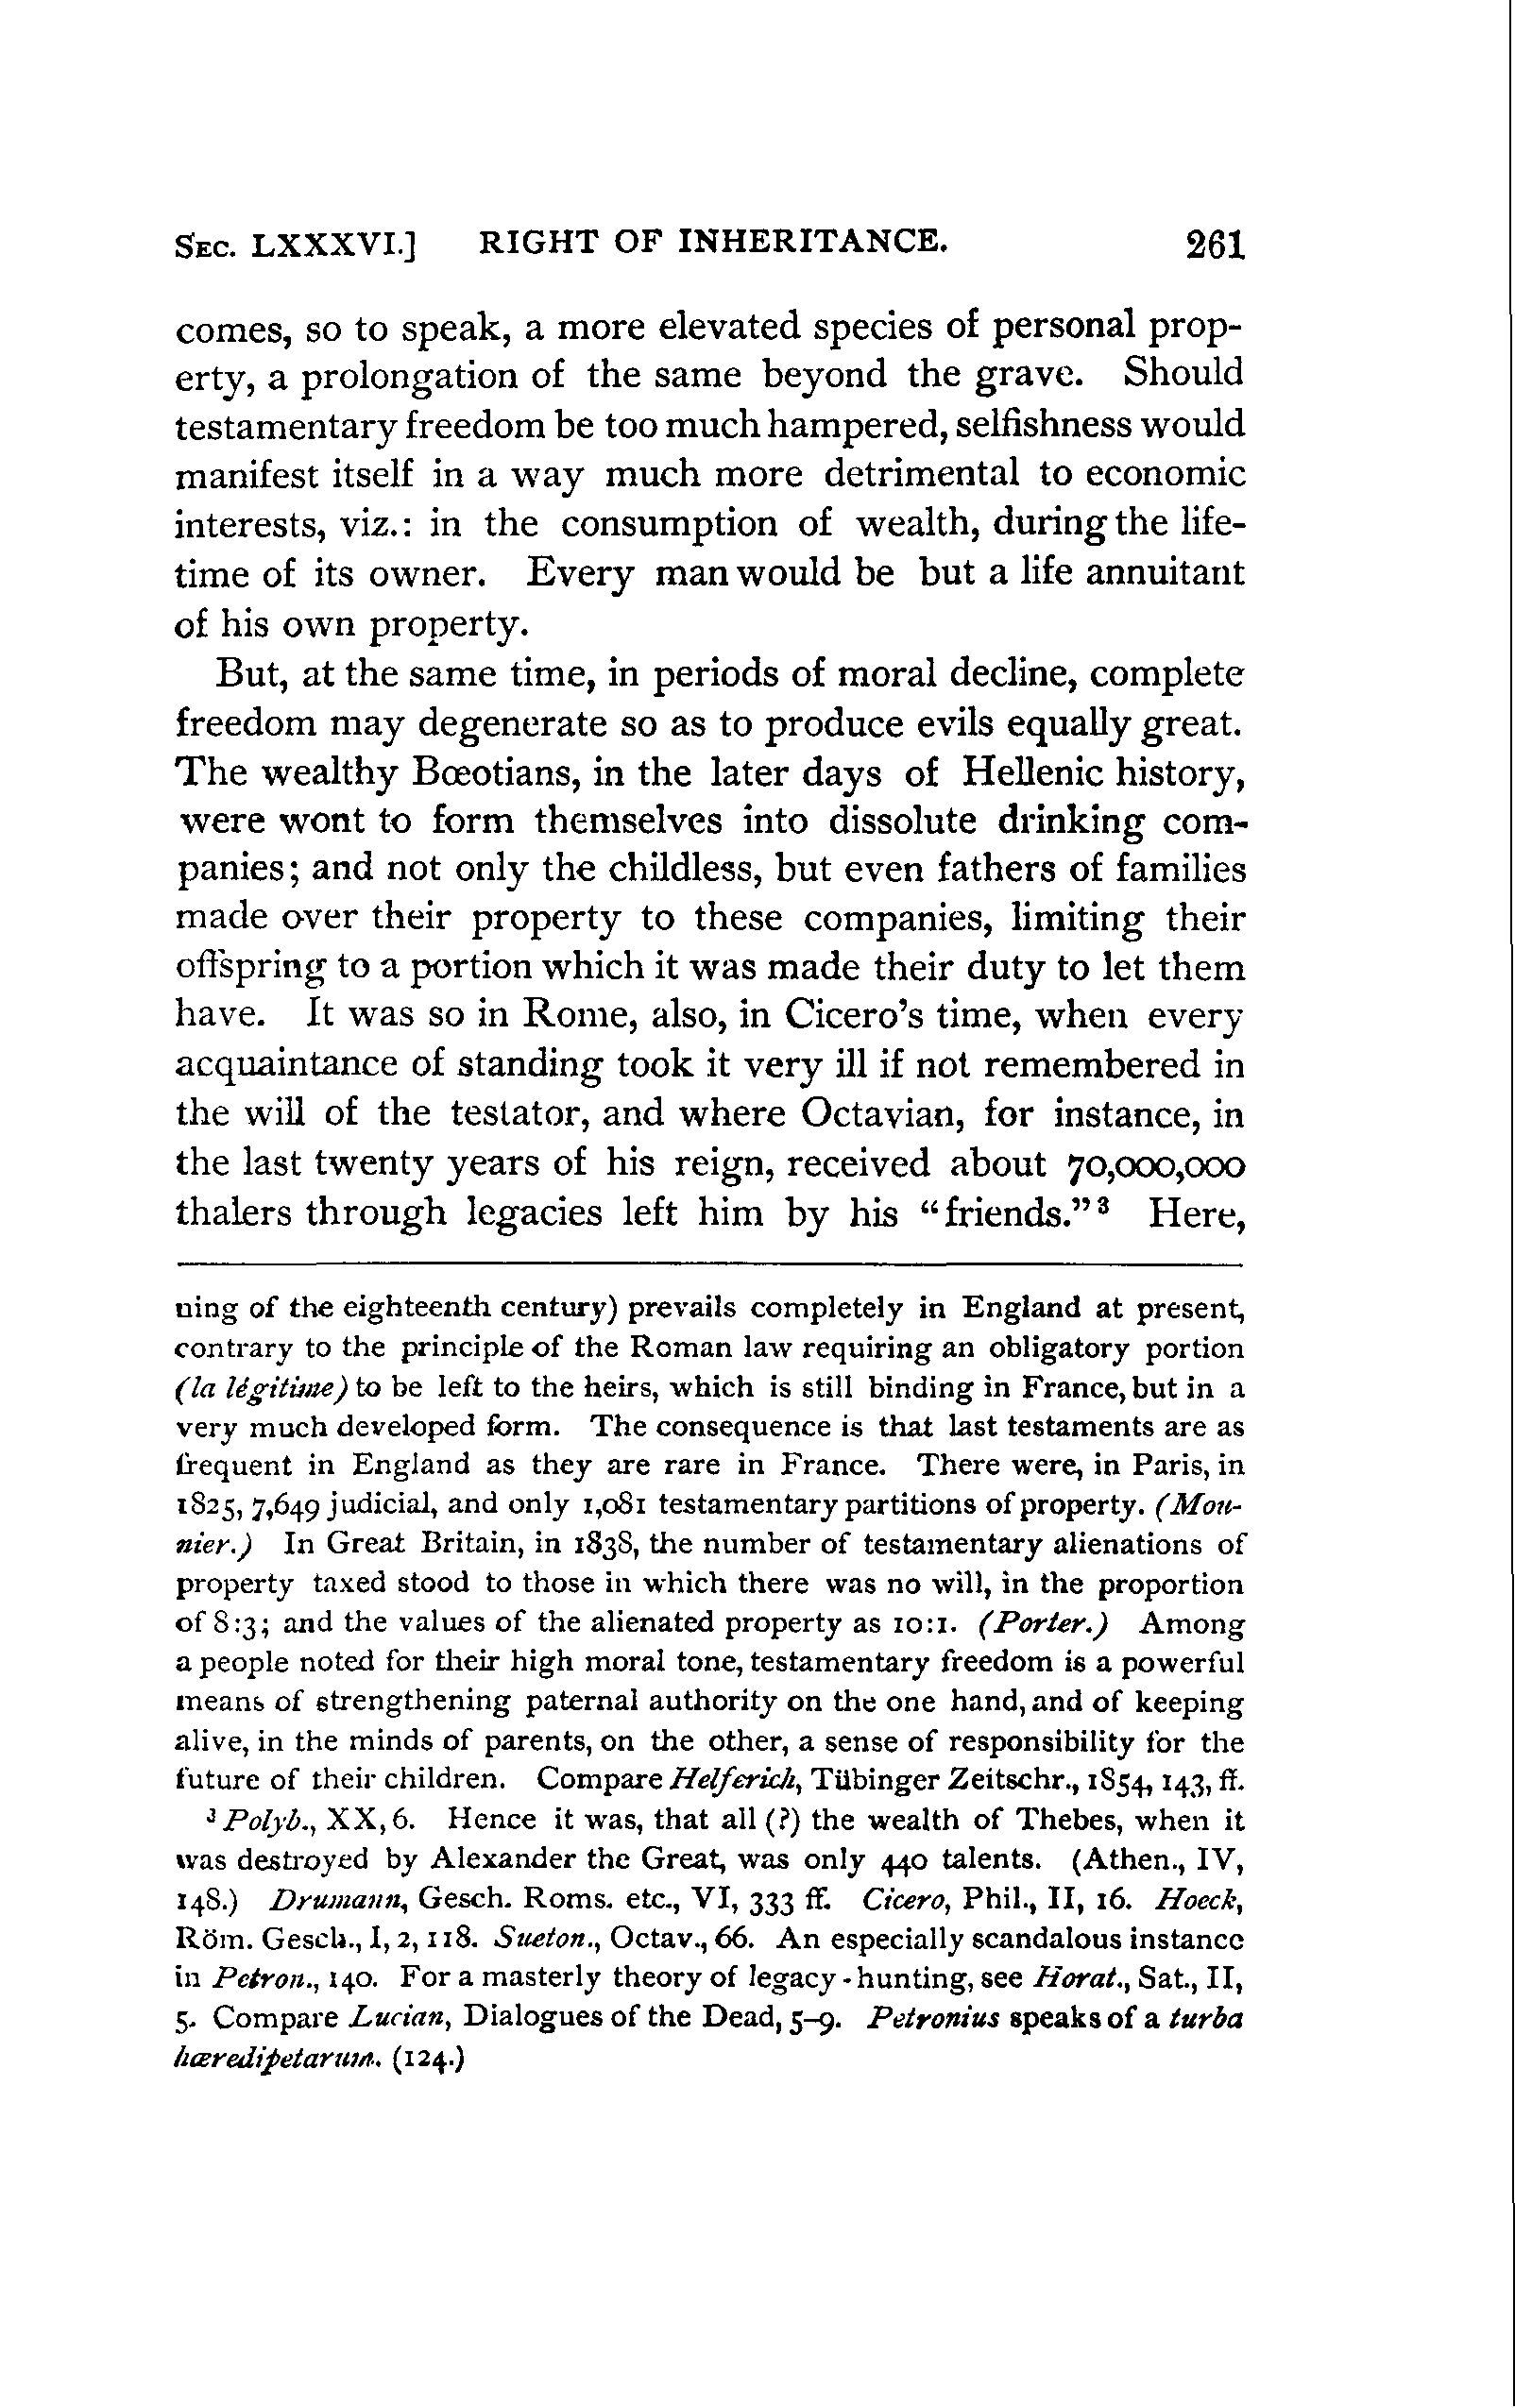 SEC. LXXXVI.] RIGHT OF INHERITANCE. 261
comes, so to speak, a more elevated species of personal prop-
erty, a prolongation of the same beyond the grave. Should
testamentary freedom be too much hampered, selfishness would
manifest itself in a way much more detrimental to economic
interests, viz.: in the consumption of wealth, during the life-
time of its owner. Every man would be but a life annuitant
of his own property.
But, at the same time, in periods of moral decline, complete
freedom may degenerate so as to produce evils equally great.
The wealthy Bœotians, in the later days of Hellenic history,
were wont to form themselves into dissolute drinking com-
panies; and not only the childless, but even fathers of families
made over their property to these companies, limiting their
offspring to a portion which it was made their duty to let them
have. It was so in Rome, also, in Cicero's time, when every
acquaintance of standing took it very ill if not remembered in
the will of the testator, and where Octavian, for instance, in
the last twenty years of his reign, received about 70,000,000
thalers through legacies left him by his "friends."³ Here,
ning of the eighteenth century) prevails completely in England at present,
contrary to the principle of the Roman law requiring an obligatory portion
(la légitime) to be left to the heirs, which is still binding in France, but in a
very much developed form. The consequence is that last testaments are as
frequent in England as they are rare in France. There were, in Paris, in
1825, 7,649 judicial, and only 1,081 testamentary partitions of property. (Mou-
nier.) In Great Britain, in 1838, the number of testamentary alienations of
property taxed stood to those in which there was no will, in the proportion
of 8:3; and the values of the alienated property as 10:1. (Porter.) Among
a people noted for their high moral tone, testamentary freedom is a powerful
means of strengthening paternal authority on the one hand, and of keeping
alive, in the minds of parents, on the other, a sense of responsibility for the
future of their children. Compare Helferich, Tübinger Zeitschr., 1854, 143, ff.
³ Polyb., XX, 6. Hence it was, that all (?) the wealth of Thebes, when it
was destroyed by Alexander the Great, was only 440 talents. (Athen., IV,
148.) Drumann, Gesch. Roms. etc., VI, 333 ff. Cicero, Phil., II, 16. Hoeck,
Röm. Gesch., I, 2, 118. Sueton., Octav., 66. An especially scandalous instance
in Petron., 140. For a masterly theory of legacy-hunting, see Horat., Sat., II,
5. Compare Lucian, Dialogues of the Dead, 5-9. Petronius speaks of a turba
hæredipetarum. (124.)